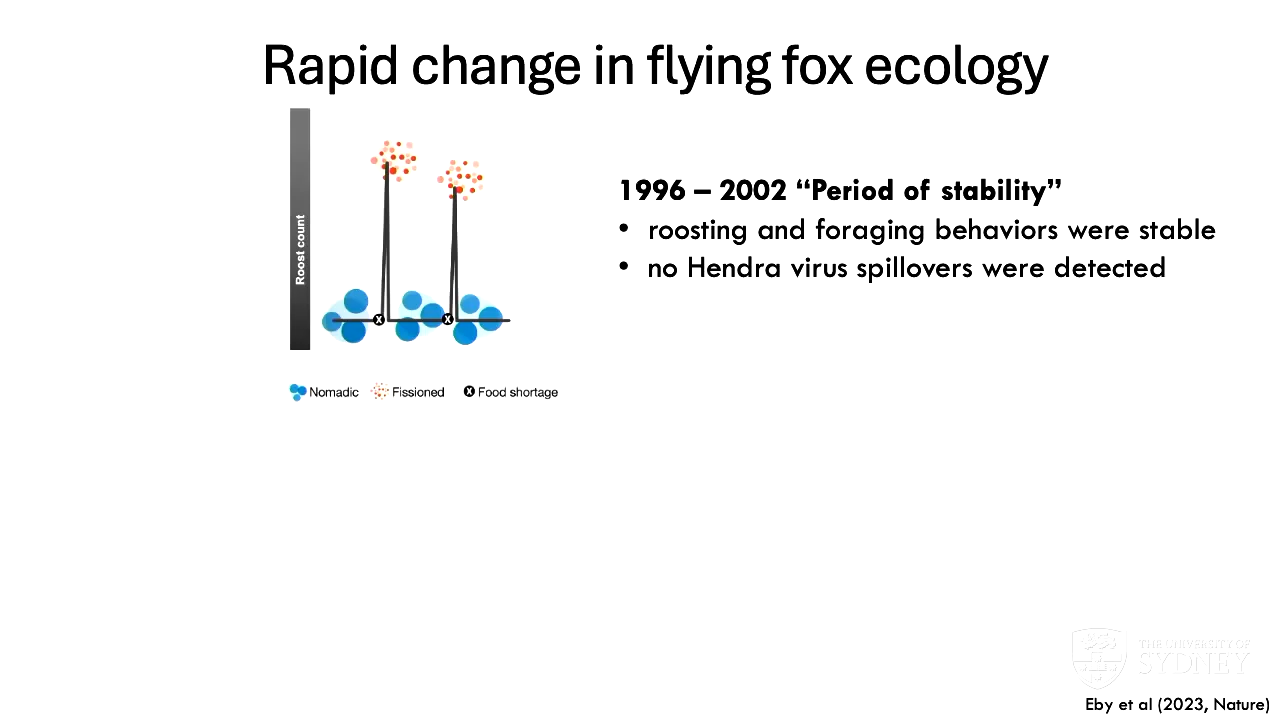 Rapid change in flying fox ecology
Roost count
X
X
Nomadic
Fissioned
X Food shortage
1996 – 2002 “Period of stability”
• roosting and foraging behaviors were stable
• no Hendra virus spillovers were detected
THE UNIVERSITY OF
SYDNEY
Eby et al (2023, Nature)